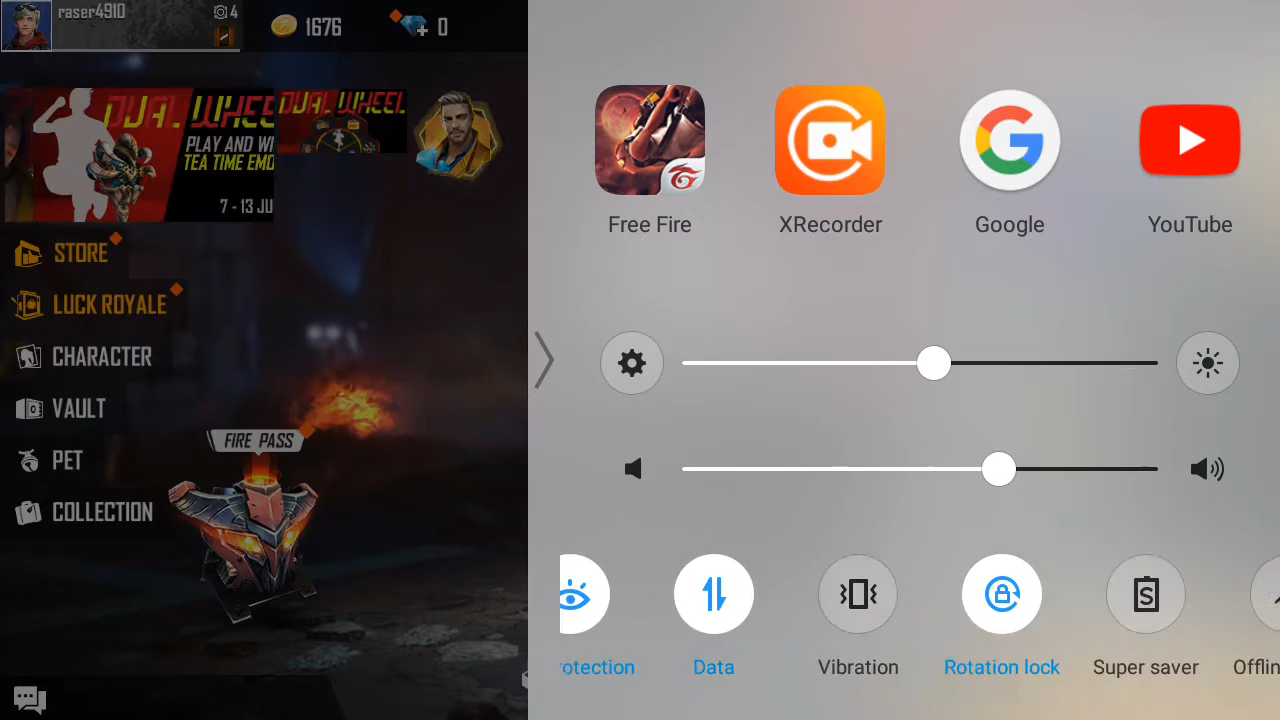 raser4910
4
1676
0
DUAL WHEE
PLAY AND WI
TEA TIME EMO
7 - 13 JU
DUAL WHEEL
STORE
LUCK ROYALE
CHARACTER
VAULT
PET
COLLECTION
FIRE PASS
Free Fire
XRecorder
Google
YouTube
otection
Data
Vibration
Rotation lock
S
Super saver
Offlin